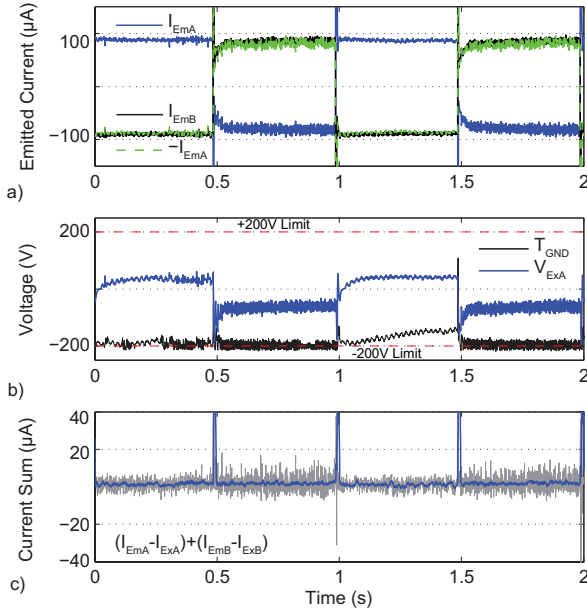 Emitted Current (µA)
100
−100
I_EmA
I_EmB
−I_EmA
0 0.5 1 1.5 2
a)
Voltage (V)
200
0
−200
+200V Limit
T_GND
V_ExA
-200V Limit
0 0.5 1 1.5 2
b)
Current Sum (µA)
40
20
0
−20
−40
(I_EmA-I_ExA)+(I_EmB-I_ExB)
0 0.5 1 1.5 2
c)
Time (s)